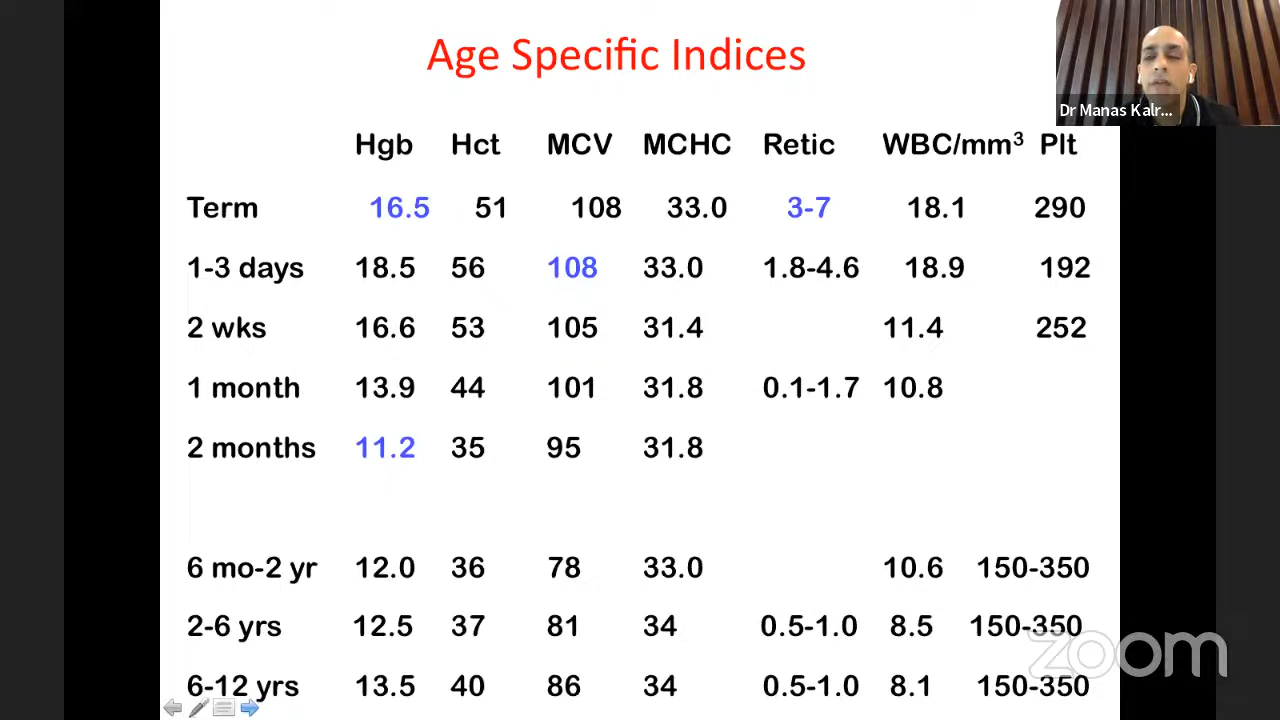 Age Specific Indices
Dr Manas Kalr...
Hgb Hct MCV MCHC Retic WBC/mm³ Plt
Term 16.5 51 108 33.0 3-7 18.1 290
1-3 days 18.5 56 108 33.0 1.8-4.6 18.9 192
2 wks 16.6 53 105 31.4 11.4 252
1 month 13.9 44 101 31.8 0.1-1.7 10.8
2 months 11.2 35 95 31.8
6 mo-2 yr 12.0 36 78 33.0 10.6 150-350
2-6 yrs 12.5 37 81 34 0.5-1.0 8.5 150-350
zoom
6-12 yrs 13.5 40 86 34 0.5-1.0 8.1 150-350